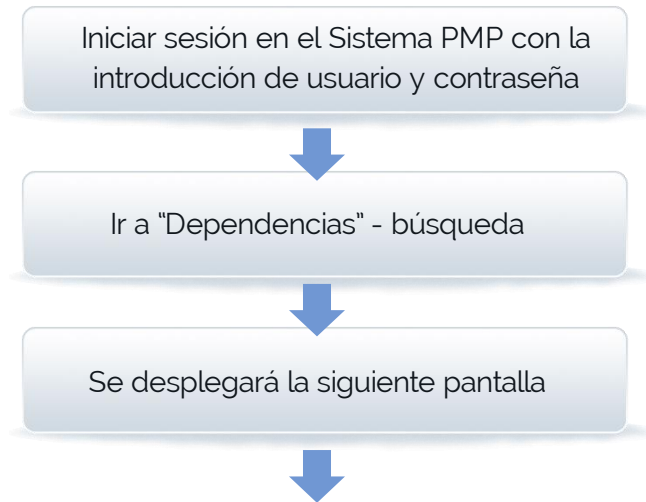 Iniciar sesión en el Sistema PMP con la
introducción de usuario y contraseña
Ir a “Dependencias” - búsqueda
Se desplegará la siguiente pantalla